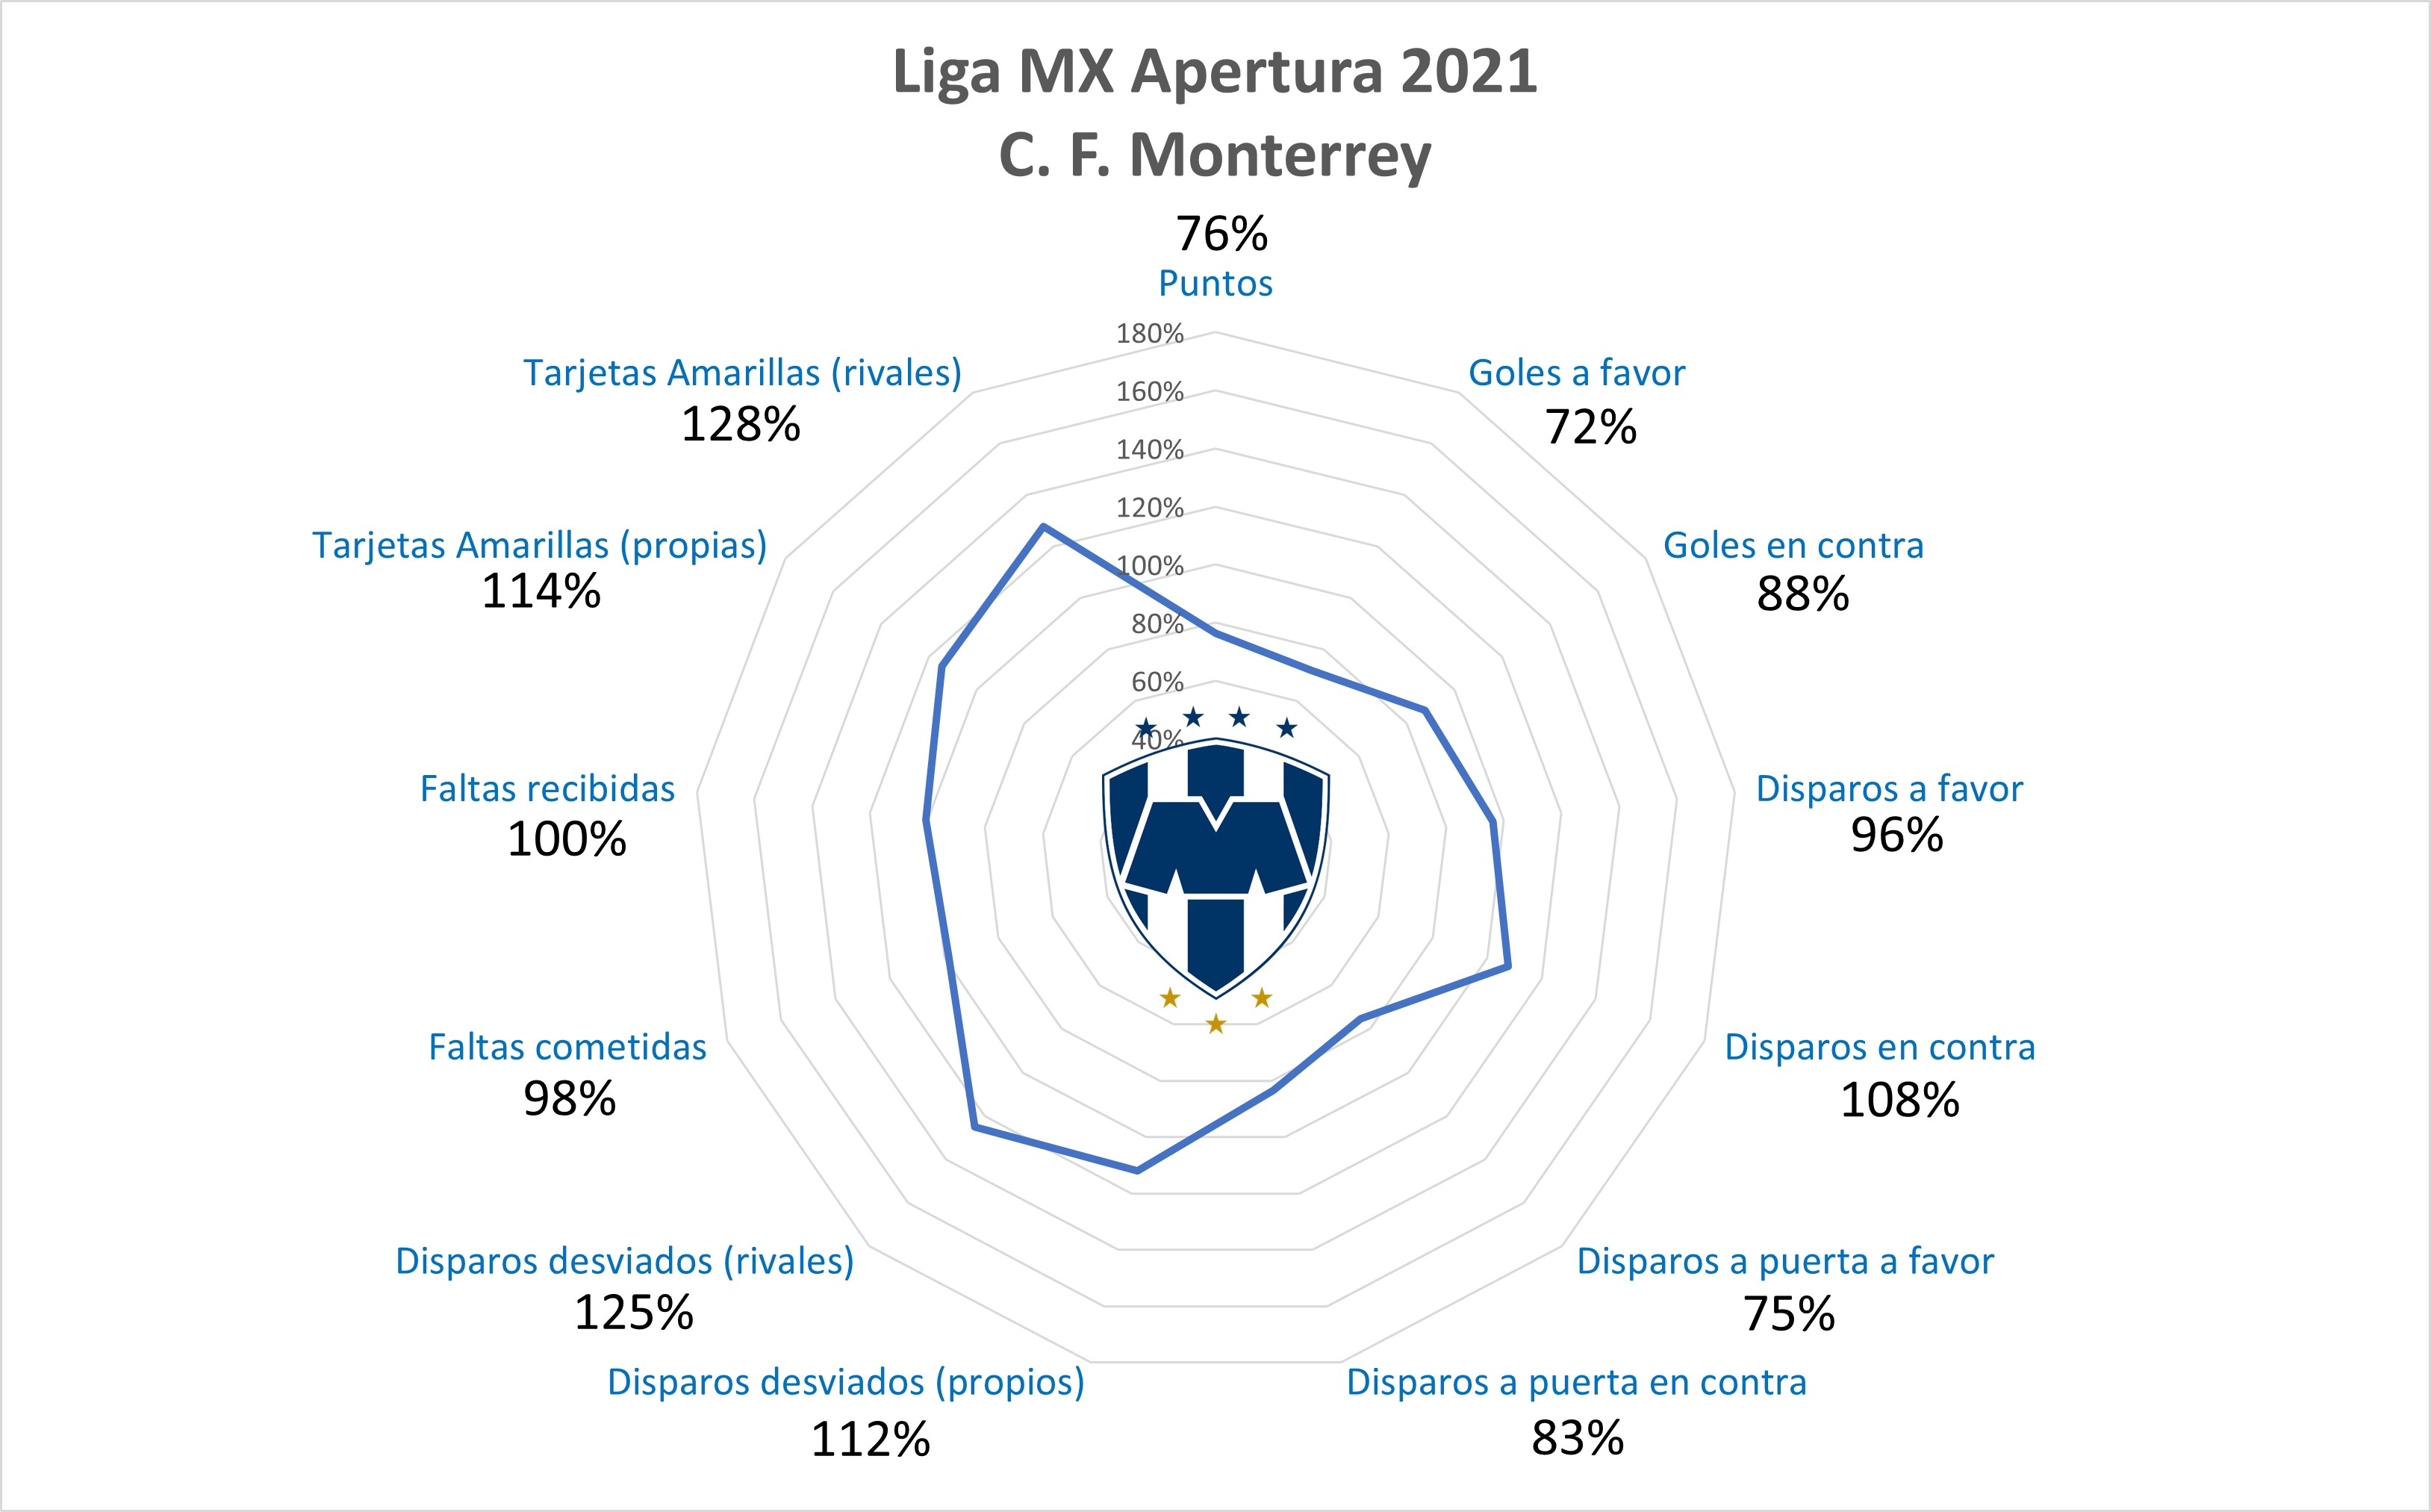 Liga MX Apertura 2021
C. F. Monterrey
76%
Puntos
180%
160%
140%
120%
100%
80%
60%
40%
Goles a favor
72%
Goles en contra
88%
Disparos a favor
96%
Disparos en contra
108%
Disparos a puerta a favor
75%
Disparos a puerta en contra
83%
Disparos desviados (propios)
112%
Disparos desviados (rivales)
125%
Faltas cometidas
98%
Faltas recibidas
100%
Tarjetas Amarillas (propias)
114%
Tarjetas Amarillas (rivales)
128%